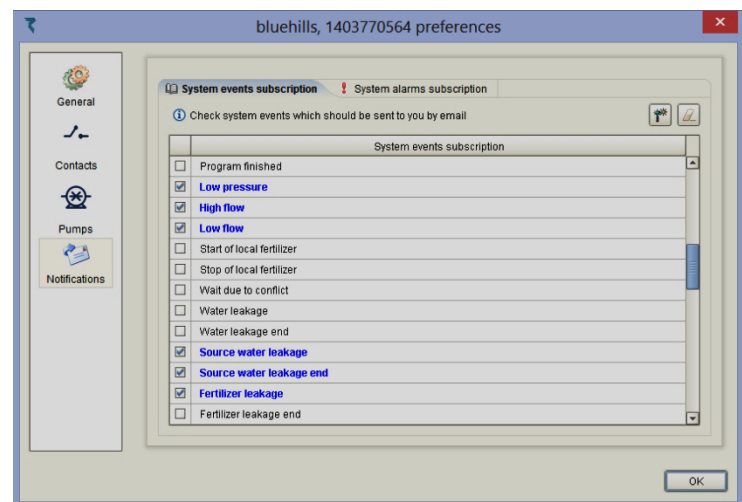 bluehills, 1403770564 preferences
General
Contacts
Pumps
Notifications
System events subscription
System alarms subscription
Check system events which should be sent to you by email
System events subscription
Program finished
Low pressure
High flow
Low flow
Start of local fertilizer
Stop of local fertilizer
Wait due to conflict
Water leakage
Water leakage end
Source water leakage
Source water leakage end
Fertilizer leakage
Fertilizer leakage end
OK